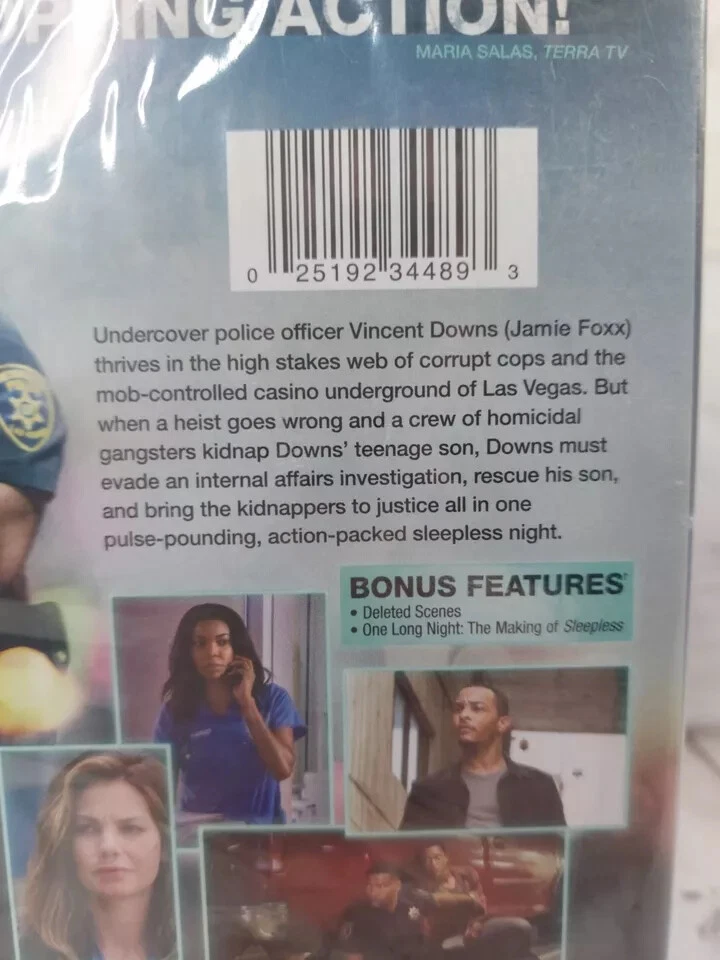 PING ACTION!
MARIA SALAS, TERRA TV
0 25192 34489 3
Undercover police officer Vincent Downs (Jamie Foxx)
thrives in the high stakes web of corrupt cops and the
mob-controlled casino underground of Las Vegas. But
when a heist goes wrong and a crew of homicidal
gangsters kidnap Downs' teenage son, Downs must
evade an internal affairs investigation, rescue his son,
and bring the kidnappers to justice all in one
pulse-pounding, action-packed sleepless night.
BONUS FEATURES
• Deleted Scenes
• One Long Night: The Making of Sleepless